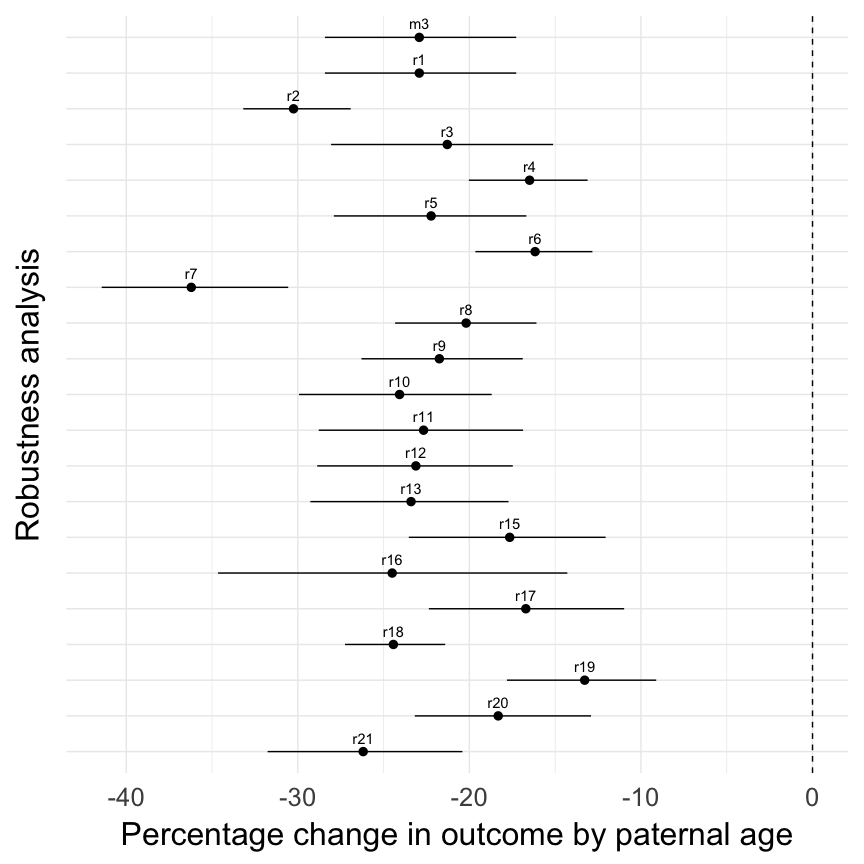 m3
r1
r2
r3
r4
r5
r6
r7
r8
r9
r10
r11
r12
r13
r15
r16
r17
r18
r19
r20
r21
Robustness analysis
-40 -30 -20 -10 0
Percentage change in outcome by paternal age